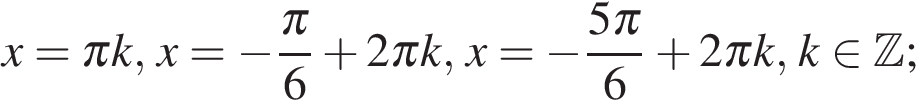 x = πk, x = −π/6 + 2πk, x = −5π/6 + 2πk, k ∈ ℤ;